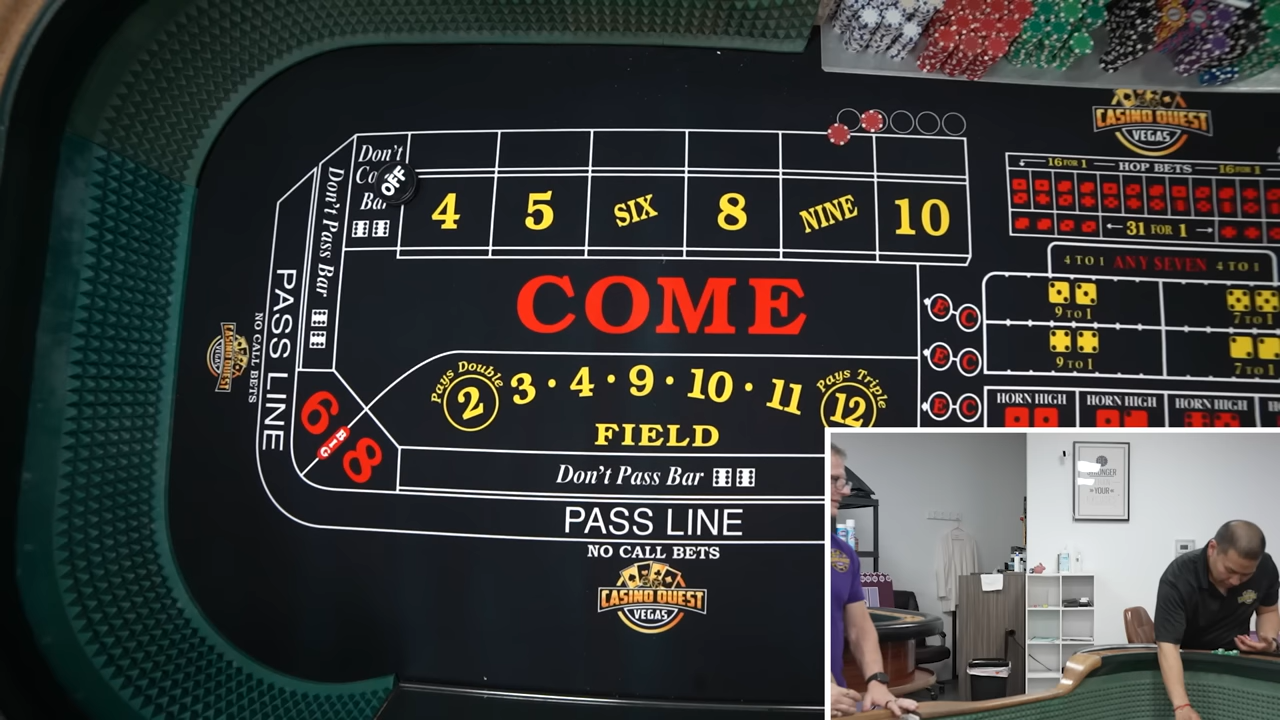 CASINO QUEST
VEGAS
16 FOR 1 HOP BETS 16 FOR 1
31 FOR 1
4 TO 1 ANY SEVEN 4 TO 1
9 TO 1
7 TO 1
9 TO 1
7 TO 1
E C
E C
E C
HORN HIGH
HORN HIGH
HORN HIGH
Don't
Bar
OFF
4 5 SIX 8 NINE 10
Don't Pass Bar
COME
PASS LINE
NO CALL BETS
Pays Double
2 3 · 4 · 9 · 10 · 11
Pays Triple
12
FIELD
6 BIG 8
Don't Pass Bar
PASS LINE
NO CALL BETS
CASINO QUEST
VEGAS
YOUR